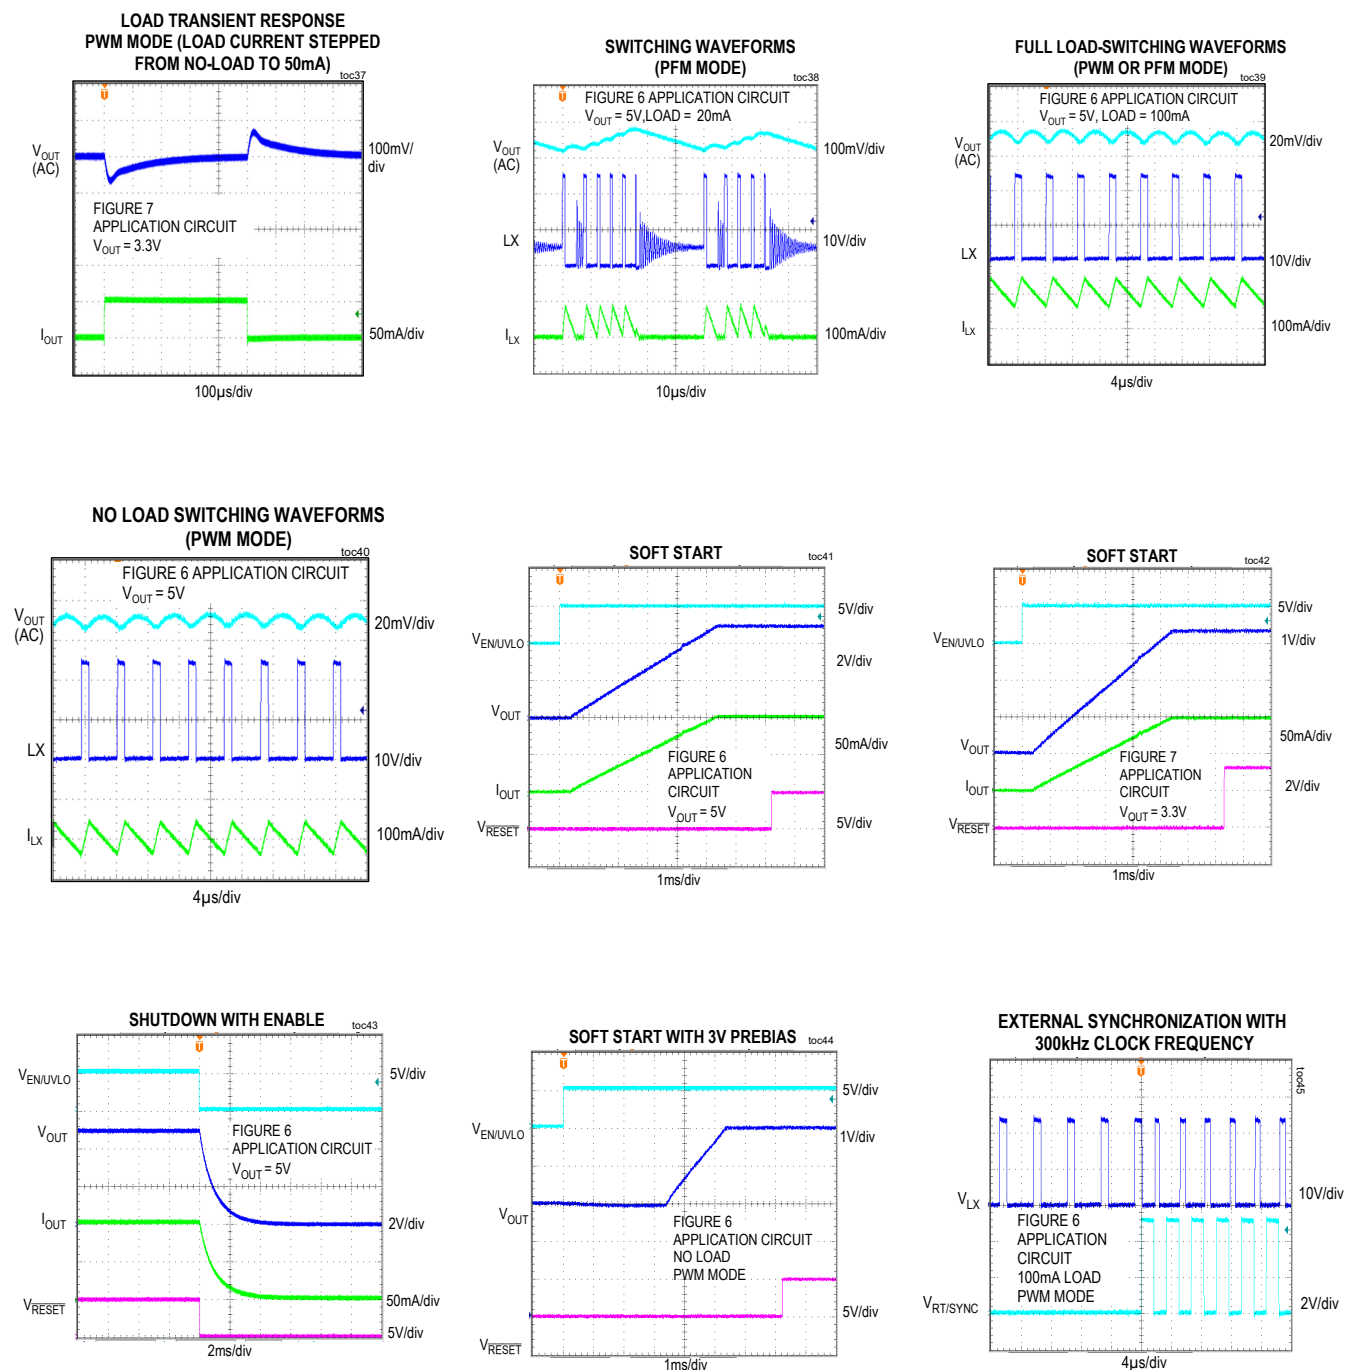 LOAD TRANSIENT RESPONSE
PWM MODE (LOAD CURRENT STEPPED
FROM NO-LOAD TO 50mA)
toc37
T
VOUT
(AC)
100mV/
div
FIGURE 7
APPLICATION CIRCUIT
VOUT = 3.3V
IOUT
50mA/div
100µs/div
SWITCHING WAVEFORMS
(PFM MODE)
toc38
T
FIGURE 6 APPLICATION CIRCUIT
VOUT = 5V,LOAD = 20mA
VOUT
(AC)
100mV/div
LX
10V/div
ILX
100mA/div
10µs/div
FULL LOAD-SWITCHING WAVEFORMS
(PWM OR PFM MODE)
toc39
FIGURE 6 APPLICATION CIRCUIT
VOUT = 5V, LOAD = 100mA
VOUT
(AC)
20mV/div
LX
10V/div
ILX
100mA/div
4µs/div
NO LOAD SWITCHING WAVEFORMS
(PWM MODE)
toc40
FIGURE 6 APPLICATION CIRCUIT
VOUT = 5V
VOUT
(AC)
20mV/div
LX
10V/div
ILX
100mA/div
4µs/div
SOFT START
toc41
T
5V/div
VEN/UVLO
2V/div
VOUT
50mA/div
FIGURE 6
APPLICATION
CIRCUIT
VOUT = 5V
IOUT
VRESET
5V/div
1ms/div
SOFT START
toc42
T
5V/div
VEN/UVLO
1V/div
VOUT
50mA/div
FIGURE 7
APPLICATION
CIRCUIT
VOUT = 3.3V
IOUT
2V/div
VRESET
1ms/div
SHUTDOWN WITH ENABLE
toc43
T
VEN/UVLO
5V/div
VOUT
FIGURE 6
APPLICATION CIRCUIT
VOUT = 5V
IOUT
2V/div
VRESET
50mA/div
5V/div
2ms/div
SOFT START WITH 3V PREBIAS
toc44
T
5V/div
VEN/UVLO
1V/div
VOUT
FIGURE 6
APPLICATION CIRCUIT
NO LOAD
PWM MODE
5V/div
VRESET
1ms/div
EXTERNAL SYNCHRONIZATION WITH
300kHz CLOCK FREQUENCY
toc45
T
VLX
10V/div
FIGURE 6
APPLICATION
CIRCUIT
100mA LOAD
PWM MODE
VRT/SYNC
2V/div
4µs/div